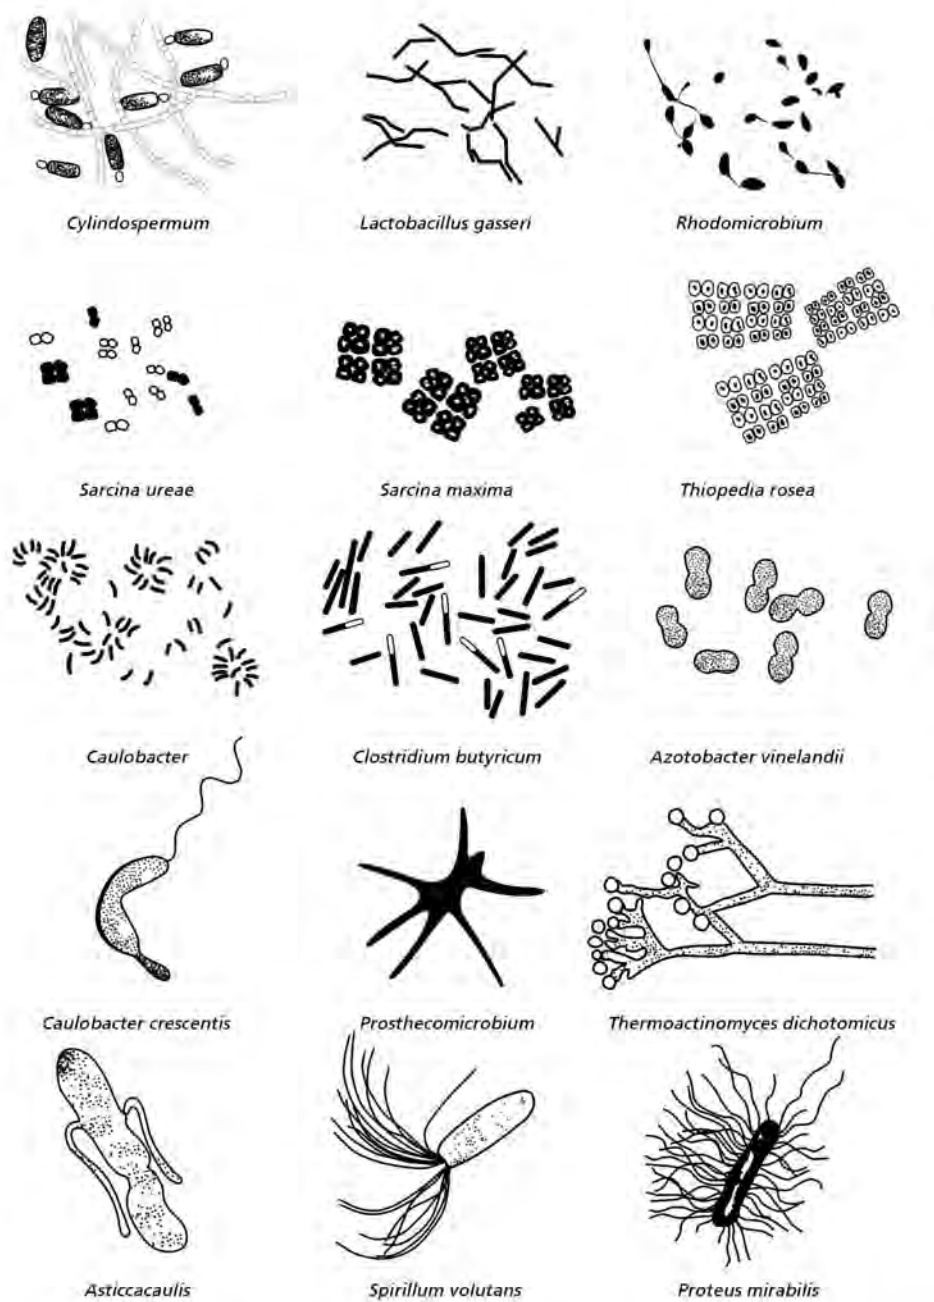 Cylindospermum
Lactobacillus gasseri
Rhodomicrobium
Sarcina ureae
Sarcina maxima
Thiopedia rosea
Caulobacter
Clostridium butyricum
Azotobacter vinelandii
Caulobacter crescentis
Prosthecomicrobium
Thermoactinomyces dichotomicus
Asticcacaulis
Spirillum volutans
Proteus mirabilis